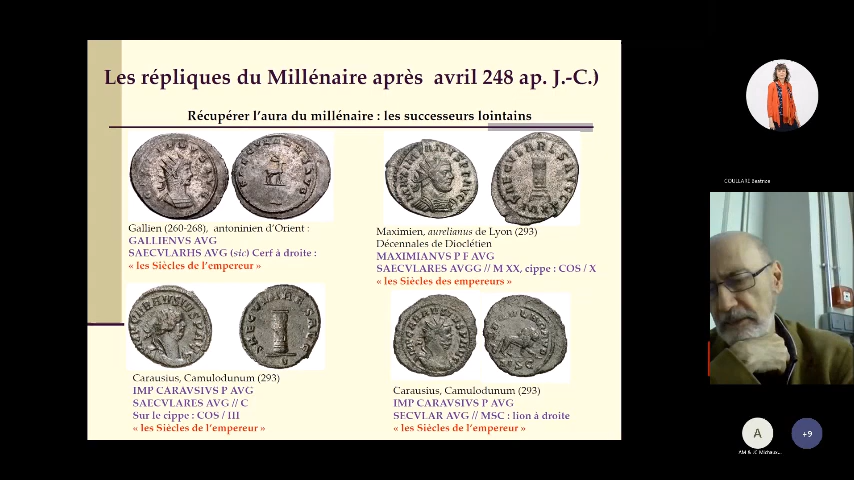 Les répliques du Millénaire après avril 248 ap. J.-C.)
Récupérer l'aura du millénaire : les successeurs lointains
Gallien (260-268), antoninien d'Orient :
GALLIENVS AVG
SAECVLARHS AVG (sic) Cerf à droite :
« les Siècles de l'empereur »
Maximien, aurelianus de Lyon (293)
Décennales de Dioclétien
MAXIMIANVS P F AVG
SAECVLARES AVGG // M XX, cippe : COS / X
« les Siècles des empereurs »
Carausius, Camulodunum (293)
IMP CARAVSIVS P AVG
SAECVLARES AVG // C
Sur le cippe : COS / III
« les Siècles de l'empereur »
Carausius, Camulodunum (293)
IMP CARAVSIVS P AVG
SECVLAR AVG // MSC : lion à droite
« les Siècles de l'empereur »
COULLARE Beatrice
A
+9